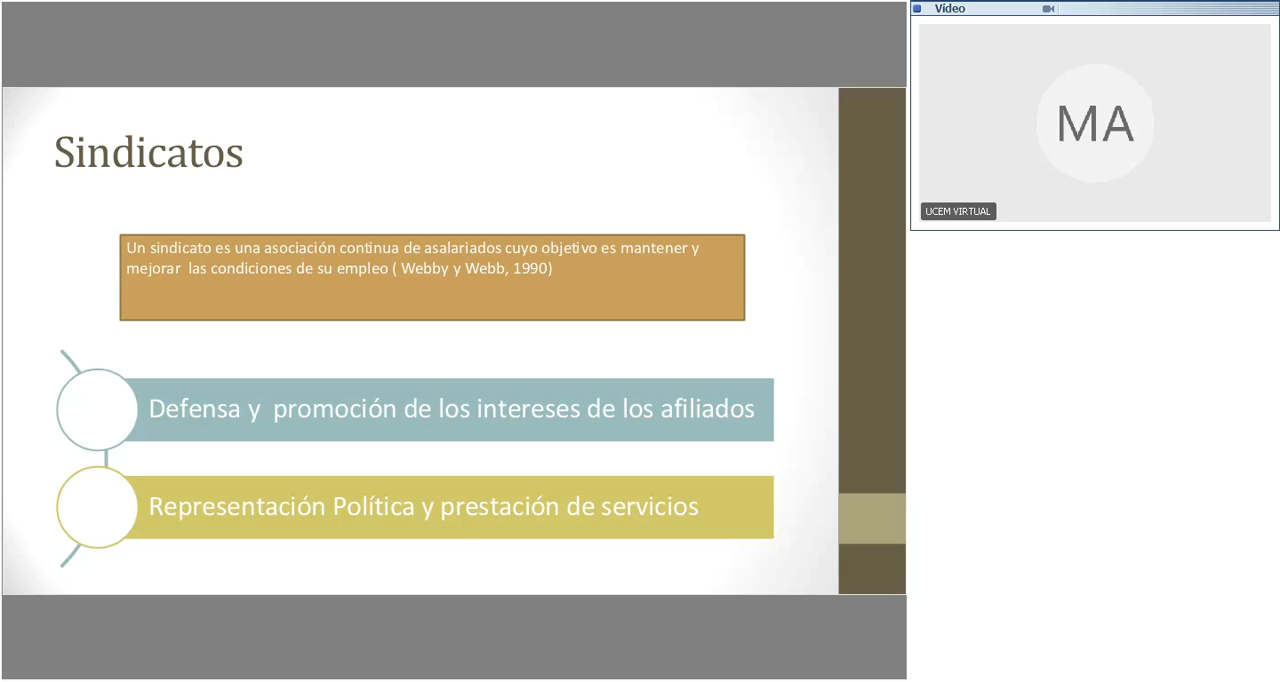 Sindicatos
Un sindicato es una asociación continua de asalariados cuyo objetivo es mantener y
mejorar  las condiciones de su empleo ( Webby y Webb, 1990)
Defensa y  promoción de los intereses de los afiliados
Representación Política y prestación de servicios
Vídeo
MA
UCEM VIRTUAL